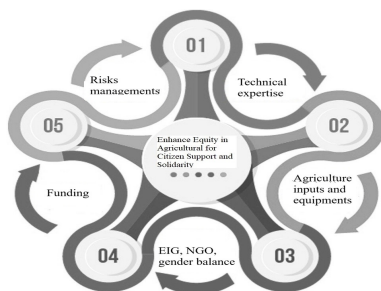 01
Risks
managements
Technical
expertise
05
02
Enhance Equity in
Agricultural for
Citizen Support and
Solidarity
Funding
Agriculture
inputs and
equipments
04
EIG, NGO,
gender balance
03